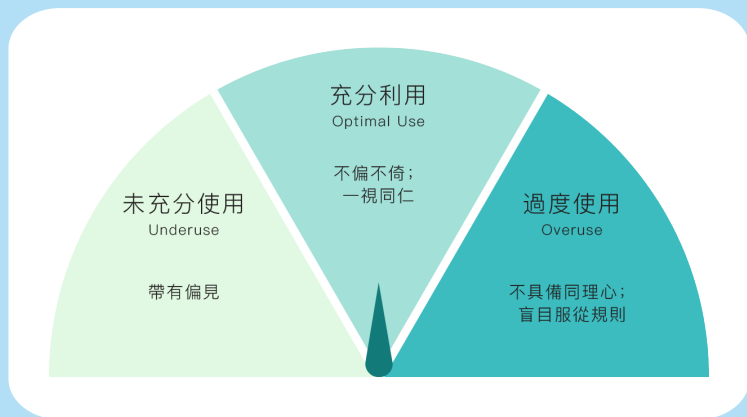 充分利用
Optimal Use
不偏不倚；
一視同仁
未充分使用
Underuse
帶有偏見
過度使用
Overuse
不具備同理心；
盲目服從規則